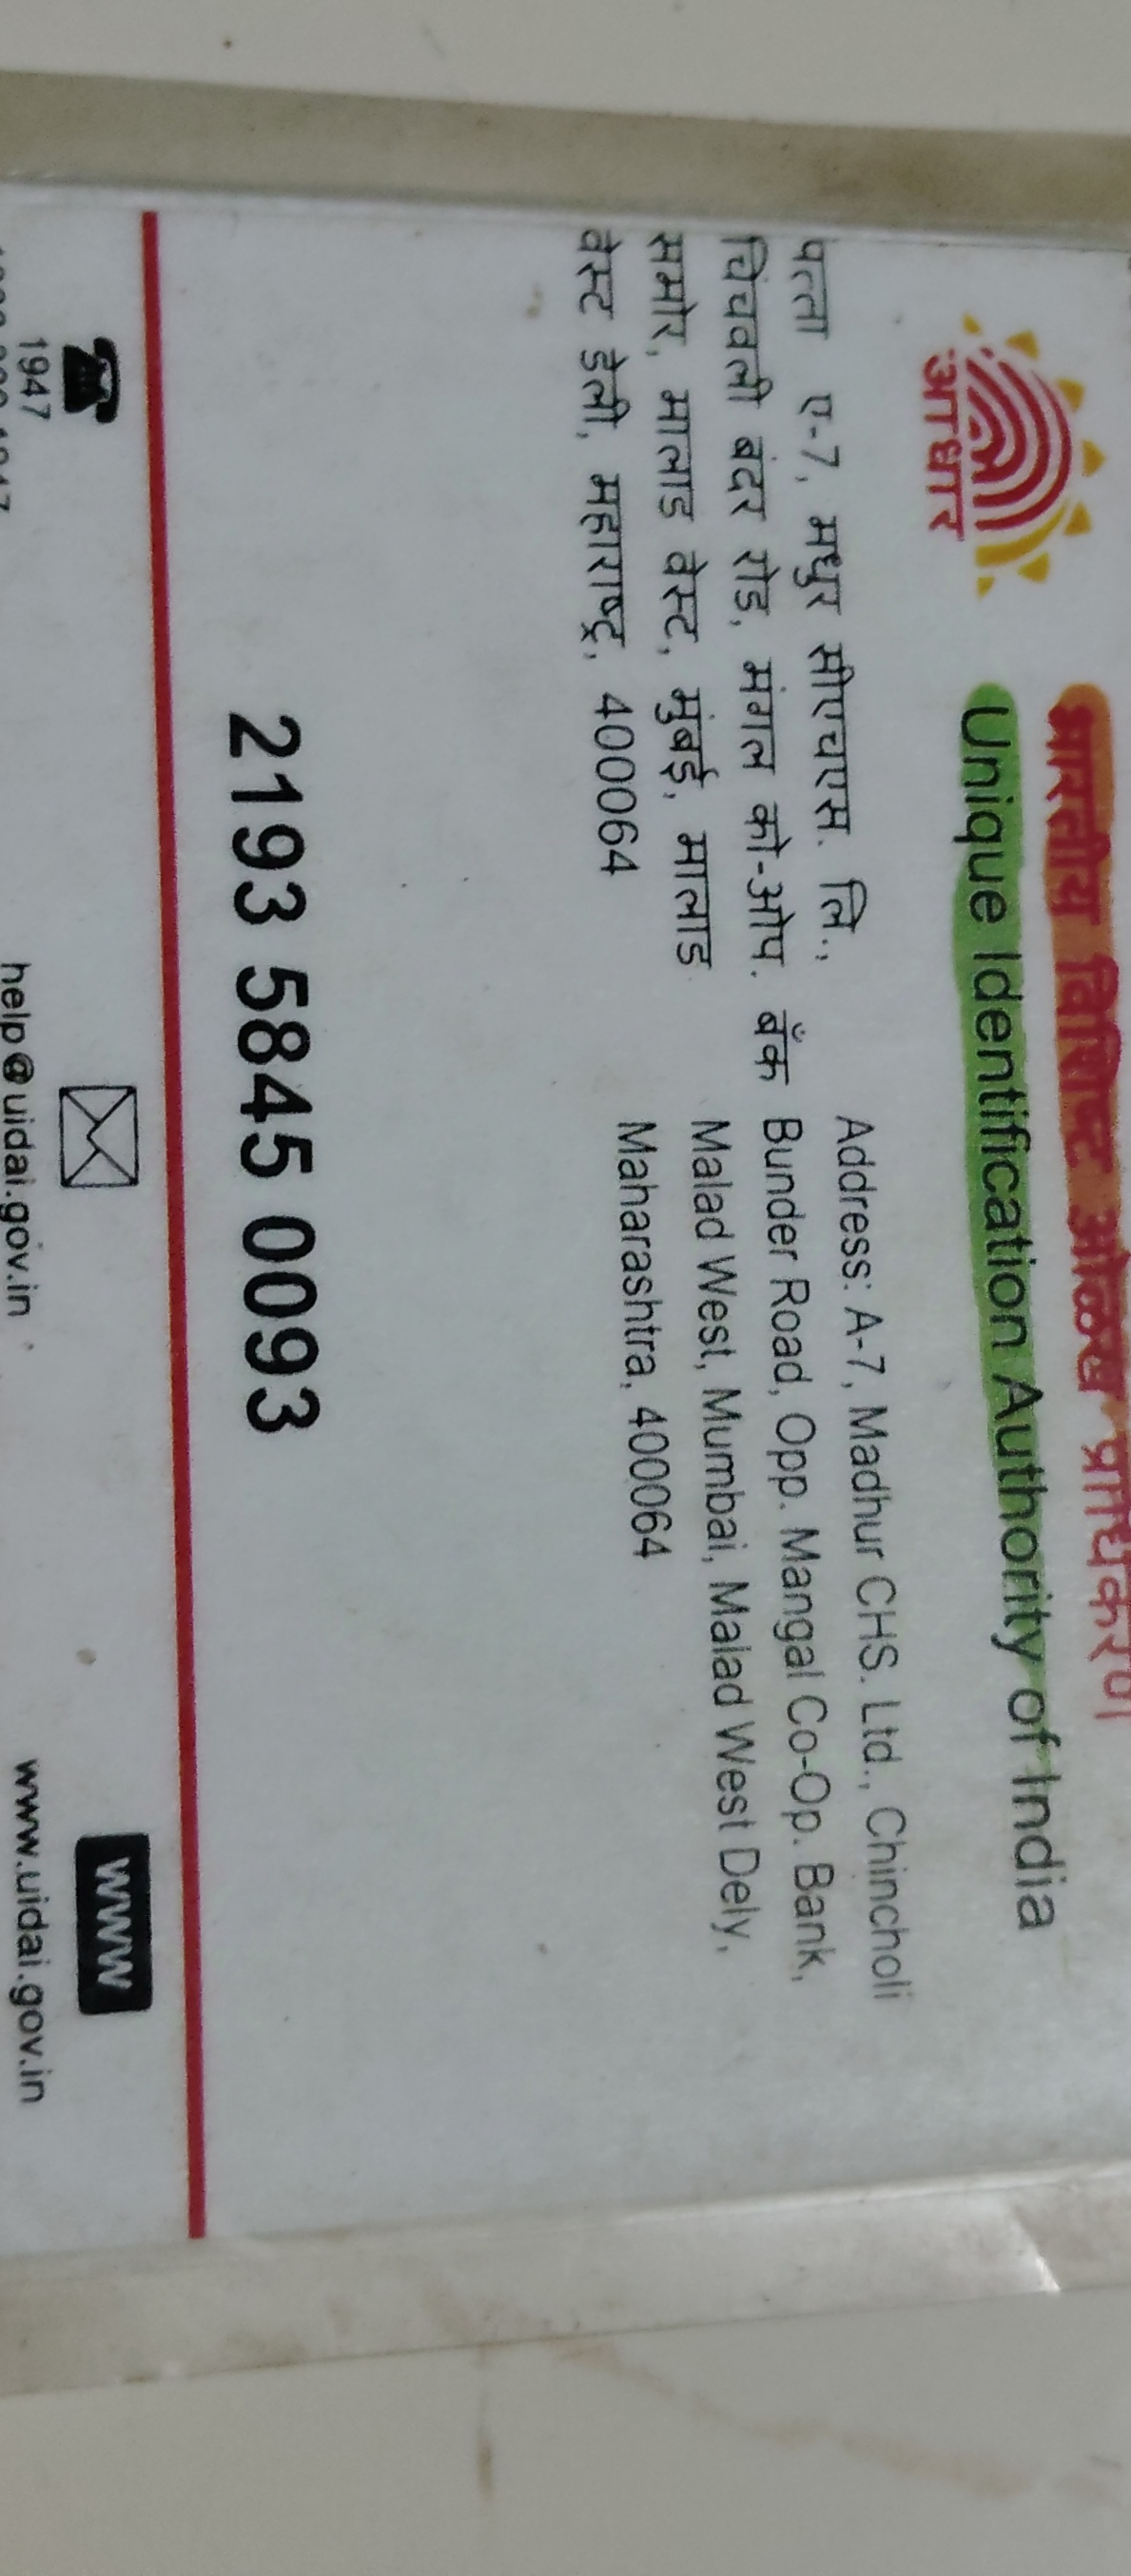 भारतीय विशिष्ट ओळख प्राधिकरण
Unique Identification Authority of India
आधार
पत्ता ए-7, मधुर सीएचएस. लि.,
चिंचवली बंदर रोड, मंगल को-ओप. बँक
समोर, मालाड वेस्ट, मुंबई, मालाड
वेस्ट डेली, महाराष्ट्र, 400064
Address: A-7, Madhur CHS. Ltd., Chincholi
Bunder Road, Opp. Mangal Co-Op. Bank,
Malad West, Mumbai, Malad West Dely,
Maharashtra, 400064
2193 5845 0093
1947
help@uidai.gov.in
WWW
www.uidai.gov.in